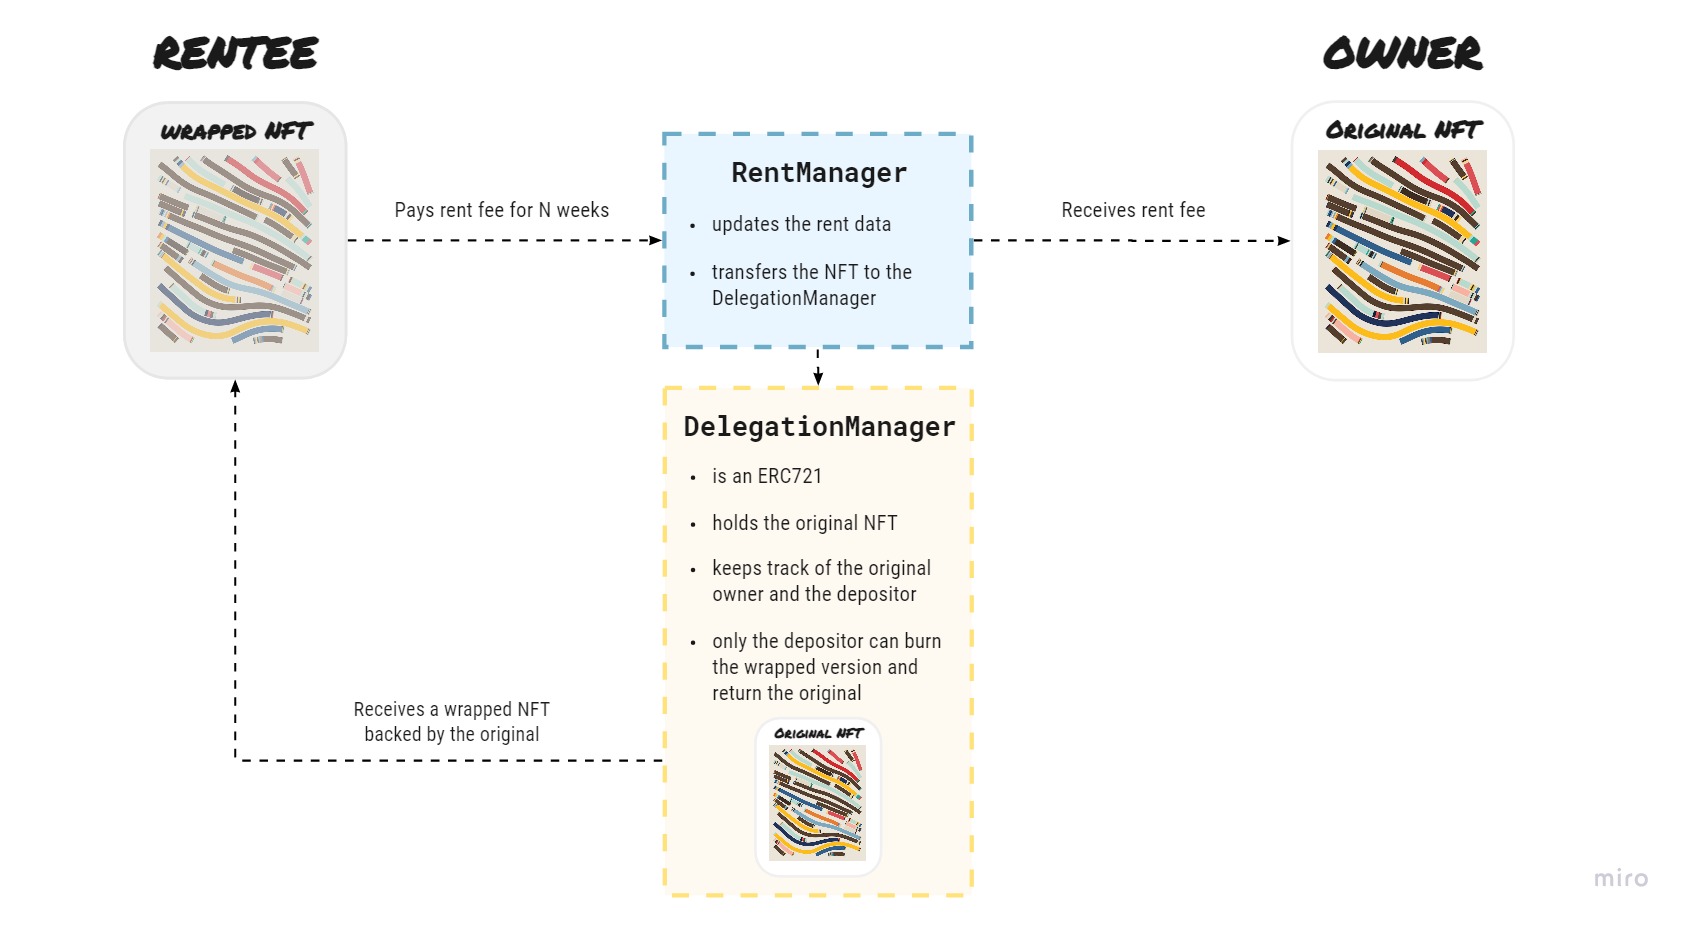 RENTEE
OWNER
WRAPPED NFT
ORIGINAL NFT
RentManager
Pays rent fee for N weeks
• updates the rent data
Receives rent fee
• transfers the NFT to the
DelegationManager
DelegationManager
• is an ERC721
• holds the original NFT
• keeps track of the original
owner and the depositor
• only the depositor can burn
the wrapped version and
return the original
Receives a wrapped NFT
backed by the original
ORIGINAL NFT
miro